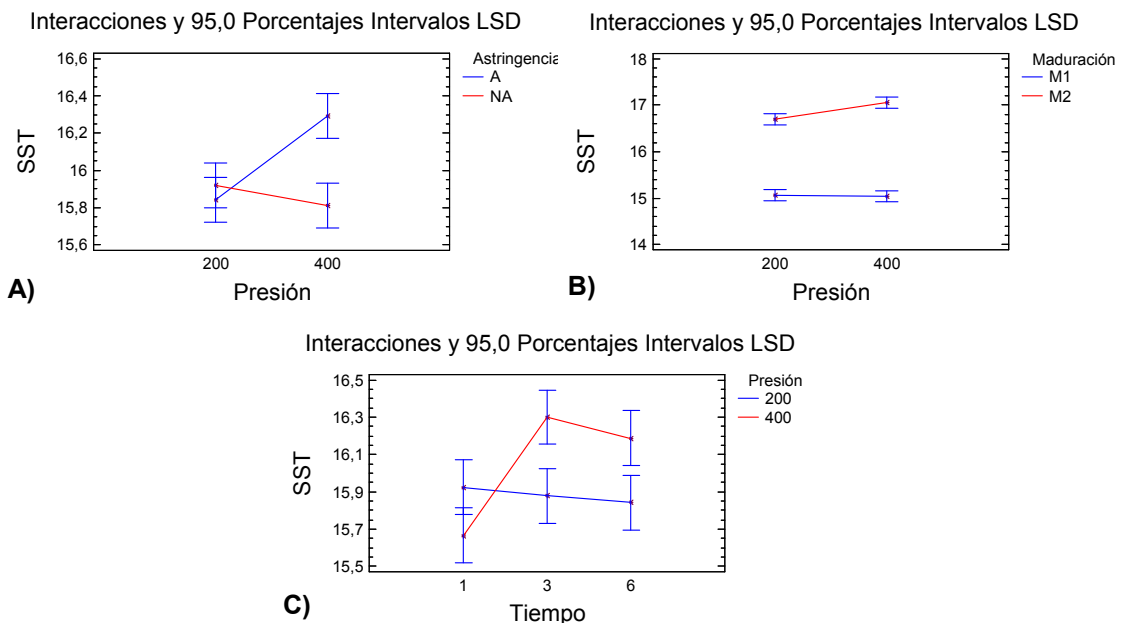 Interacciones y 95,0 Porcentajes Intervalos LSD
16,6
16,4
16,2
16
15,8
15,6
SST
200
400
Presión
Astringencia
A
NA
A)
Interacciones y 95,0 Porcentajes Intervalos LSD
18
17
16
15
14
SST
200
400
Presión
Maduración
M1
M2
B)
Interacciones y 95,0 Porcentajes Intervalos LSD
16,5
16,3
16,1
15,9
15,7
15,5
SST
1
3
6
Tiempo
Presión
200
400
C)